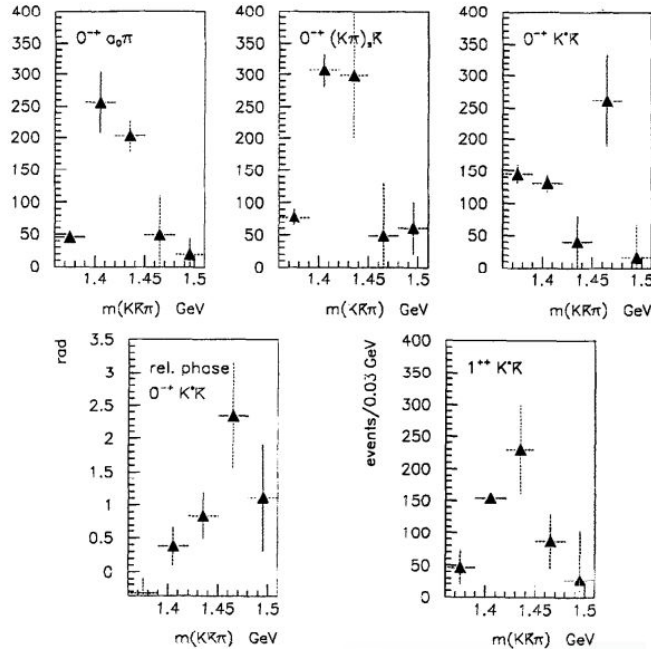 0⁻⁺ a₀π
400
350
300
250
200
150
100
50
0
1.4 1.45 1.5
m(KK̄π) GeV
0⁻⁺ (Kπ)ₛK̄
400
350
300
250
200
150
100
50
0
1.4 1.45 1.5
m(KK̄π) GeV
0⁻⁺ K*K̄
400
350
300
250
200
150
100
50
0
1.4 1.45 1.5
m(KK̄π) GeV
rad
rel. phase
0⁻⁺ K*K̄
3.5
3
2.5
2
1.5
1
0.5
0
1.4 1.45 1.5
m(KK̄π) GeV
events/0.03 GeV
1⁺⁺ K*K̄
400
350
300
250
200
150
100
50
0
1.4 1.45 1.5
m(KK̄π) GeV